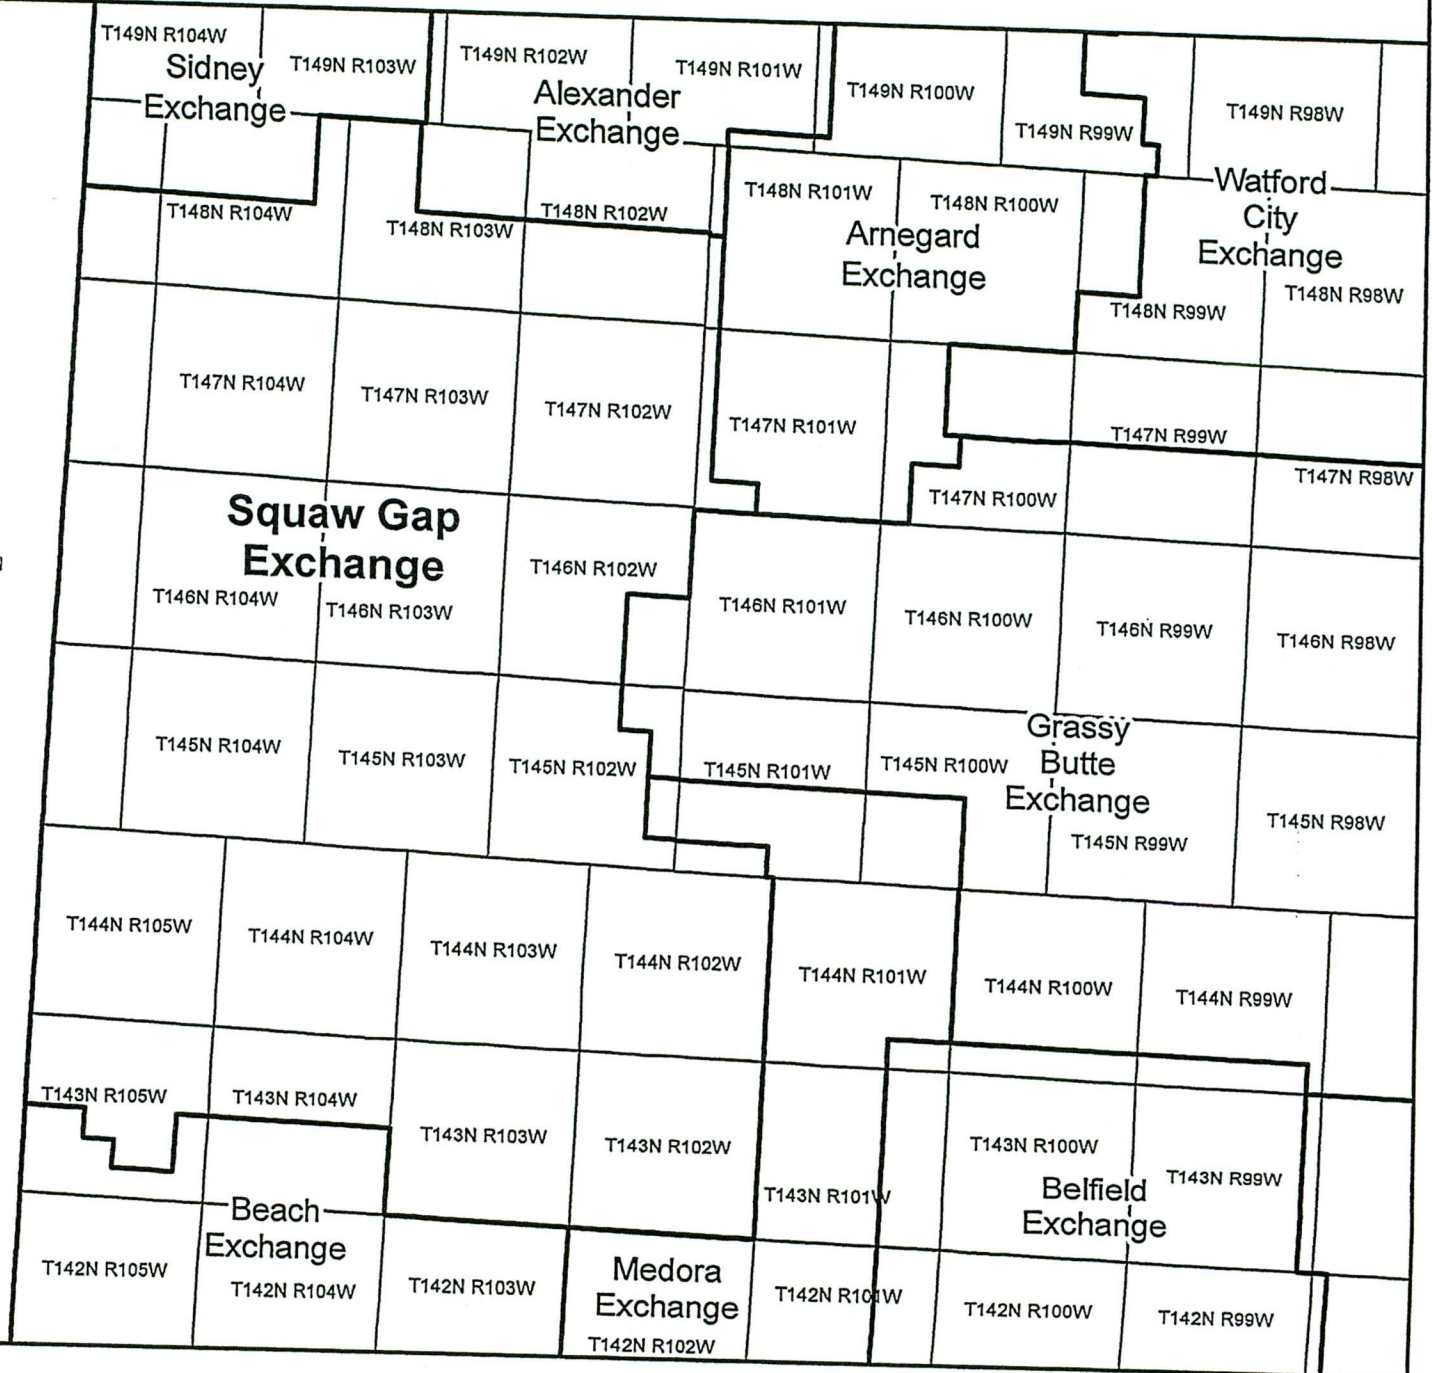 T149N R104W
T149N R103W
Sidney
Exchange
T149N R102W
T149N R101W
Alexander
Exchange
T149N R100W
T149N R99W
T149N R98W
Watford
City
Exchange
T148N R104W
T148N R103W
T148N R102W
T148N R101W
T148N R100W
Arnegard
Exchange
T148N R99W
T148N R98W
T147N R104W
T147N R103W
T147N R102W
T147N R101W
T147N R99W
T147N R98W
T147N R100W
Squaw Gap
Exchange
T146N R104W
T146N R103W
T146N R102W
T146N R101W
T146N R100W
T146N R99W
T146N R98W
Grassy
Butte
Exchange
T145N R104W
T145N R103W
T145N R102W
T145N R101W
T145N R100W
T145N R99W
T145N R98W
T144N R105W
T144N R104W
T144N R103W
T144N R102W
T144N R101W
T144N R100W
T144N R99W
T143N R105W
T143N R104W
T143N R103W
T143N R102W
T143N R101W
T143N R100W
T143N R99W
Belfield
Exchange
Beach
Exchange
T142N R105W
T142N R104W
T142N R103W
Medora
Exchange
T142N R102W
T142N R101W
T142N R100W
T142N R99W